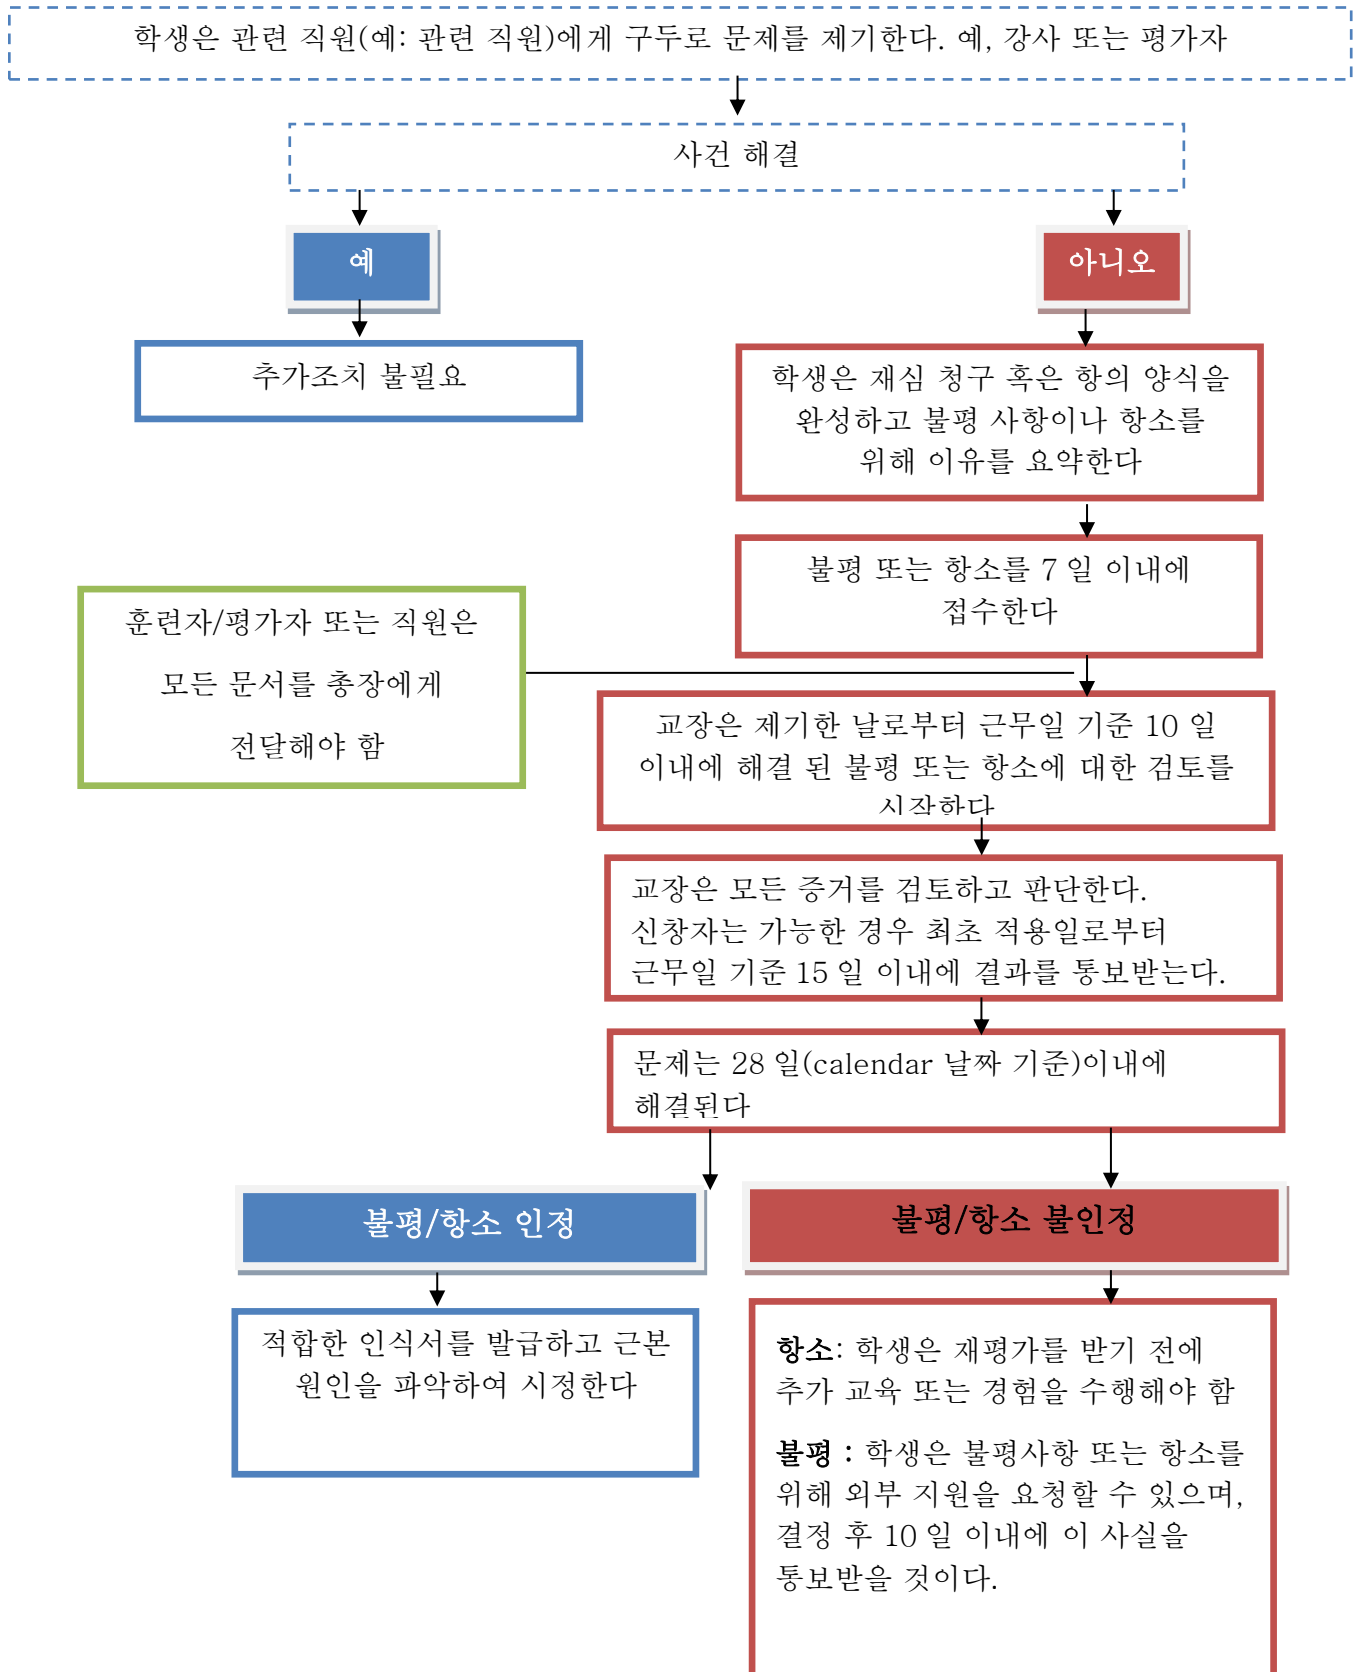 학생은 관련 직원(예: 관련 직원)에게 구두로 문제를 제기한다. 예, 강사 또는 평가자
사건 해결
예
아니오
추가조치 불필요
학생은 재심 청구 혹은 항의 양식을
완성하고 불평 사항이나 항소를
위해 이유를 요약한다
불평 또는 항소를 7 일 이내에
접수한다
훈련자/평가자 또는 직원은
모든 문서를 총장에게
전달해야 함
교장은 제기한 날로부터 근무일 기준 10 일
이내에 해결 된 불평 또는 항소에 대한 검토를
시작한다
교장은 모든 증거를 검토하고 판단한다.
신창자는 가능한 경우 최초 적용일로부터
근무일 기준 15 일 이내에 결과를 통보받는다.
문제는 28 일(calendar 날짜 기준)이내에
해결된다
불평/항소 인정
불평/항소 불인정
적합한 인식서를 발급하고 근본
원인을 파악하여 시정한다
항소: 학생은 재평가를 받기 전에
추가 교육 또는 경험을 수행해야 함
불평 : 학생은 불평사항 또는 항소를
위해 외부 지원을 요청할 수 있으며,
결정 후 10 일 이내에 이 사실을
통보받을 것이다.